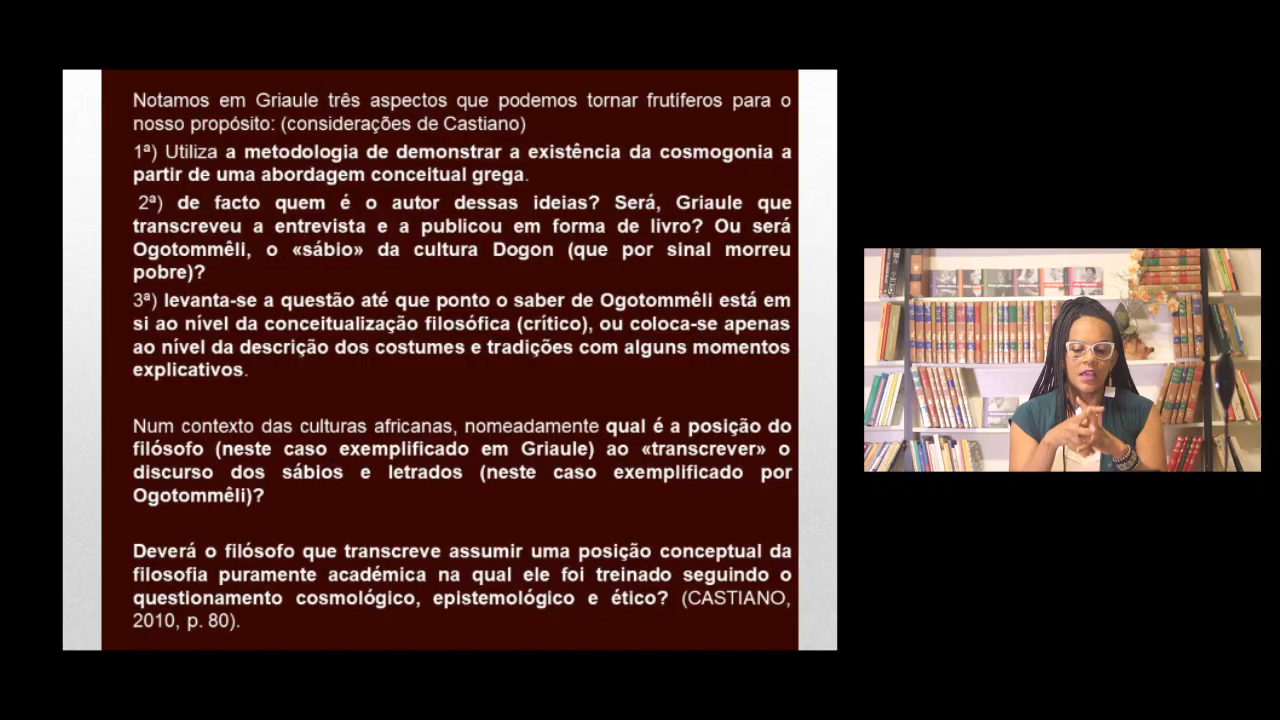 Notamos em Griaule três aspectos que podemos tornar frutíferos para o
nosso propósito: (considerações de Castiano)
1ª) Utiliza a metodologia de demonstrar a existência da cosmogonia a
partir de uma abordagem conceitual grega.
2ª) de facto quem é o autor dessas ideias? Será, Griaule que
transcreveu a entrevista e a publicou em forma de livro? Ou será
Ogotommêli, o «sábio» da cultura Dogon (que por sinal morreu
pobre)?
3ª) levanta-se a questão até que ponto o saber de Ogotommêli está em
si ao nível da conceitualização filosófica (crítico), ou coloca-se apenas
ao nível da descrição dos costumes e tradições com alguns momentos
explicativos.
Num contexto das culturas africanas, nomeadamente qual é a posição do
filósofo (neste caso exemplificado em Griaule) ao «transcrever» o
discurso dos sábios e letrados (neste caso exemplificado por
Ogotommêli)?
Deverá o filósofo que transcreve assumir uma posição conceptual da
filosofia puramente académica na qual ele foi treinado seguindo o
questionamento cosmológico, epistemológico e ético? (CASTIANO,
2010, p. 80).